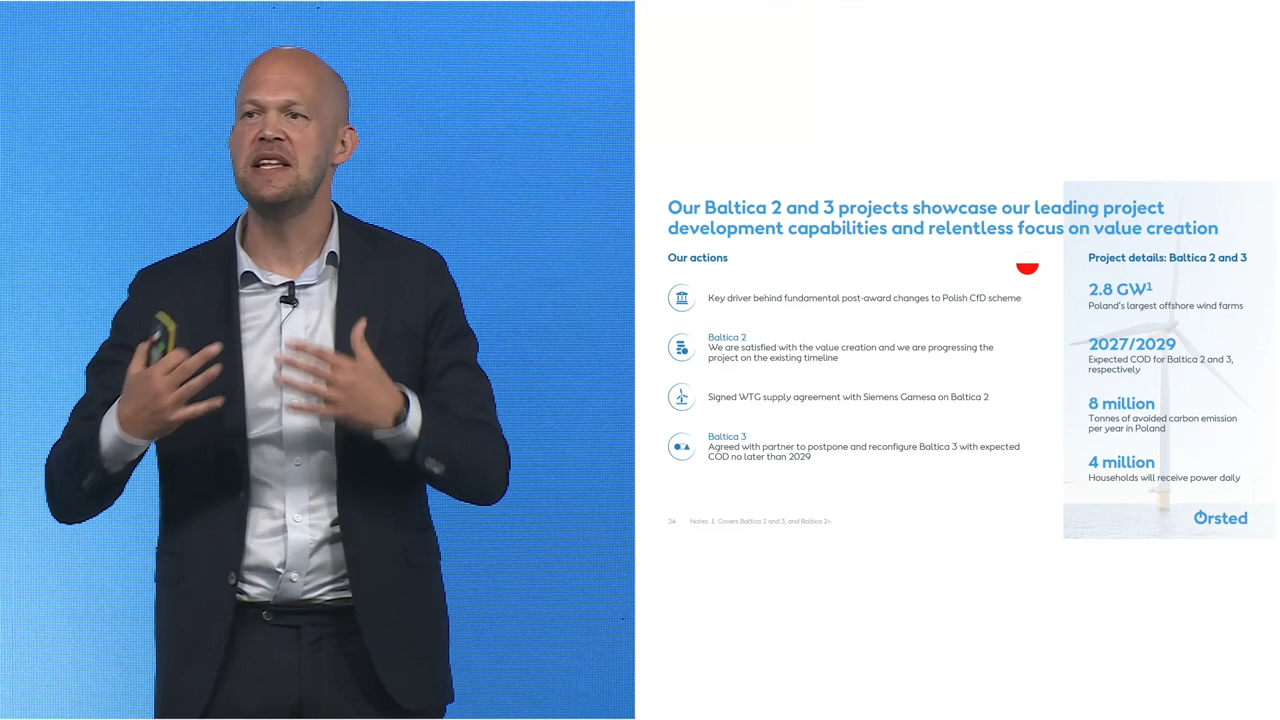 Our Baltica 2 and 3 projects showcase our leading project
development capabilities and relentless focus on value creation
Our actions
Key driver behind fundamental post-award changes to Polish CfD scheme
Baltica 2
We are satisfied with the value creation and we are progressing the
project on the existing timeline
Signed WTG supply agreement with Siemens Gamesa on Baltica 2
Baltica 3
Agreed with partner to postpone and reconfigure Baltica 3 with expected
COD no later than 2029
Project details: Baltica 2 and 3
2.8 GW¹
Poland's largest offshore wind farms
2027/2029
Expected COD for Baltica 2 and 3,
respectively
8 million
Tonnes of avoided carbon emission
per year in Poland
4 million
Households will receive power daily
34 Notes: 1. Covers Baltica 2 and 3, and Baltica 2+.
Ørsted